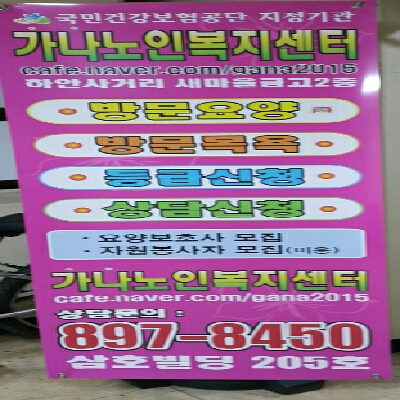 국민건강보험공단 지정기관
가나노인복지센터
cafe.naver.com/gana2015
하안사거리 새마을금고2층
방문요양
방문목욕
등급신청
상담신청
· 요양보호사 모집
· 자원봉사자 모집(미용)
가나노인복지센터
cafe.naver.com/gana2015
상담문의 :
897-8450
삼호빌딩 205호